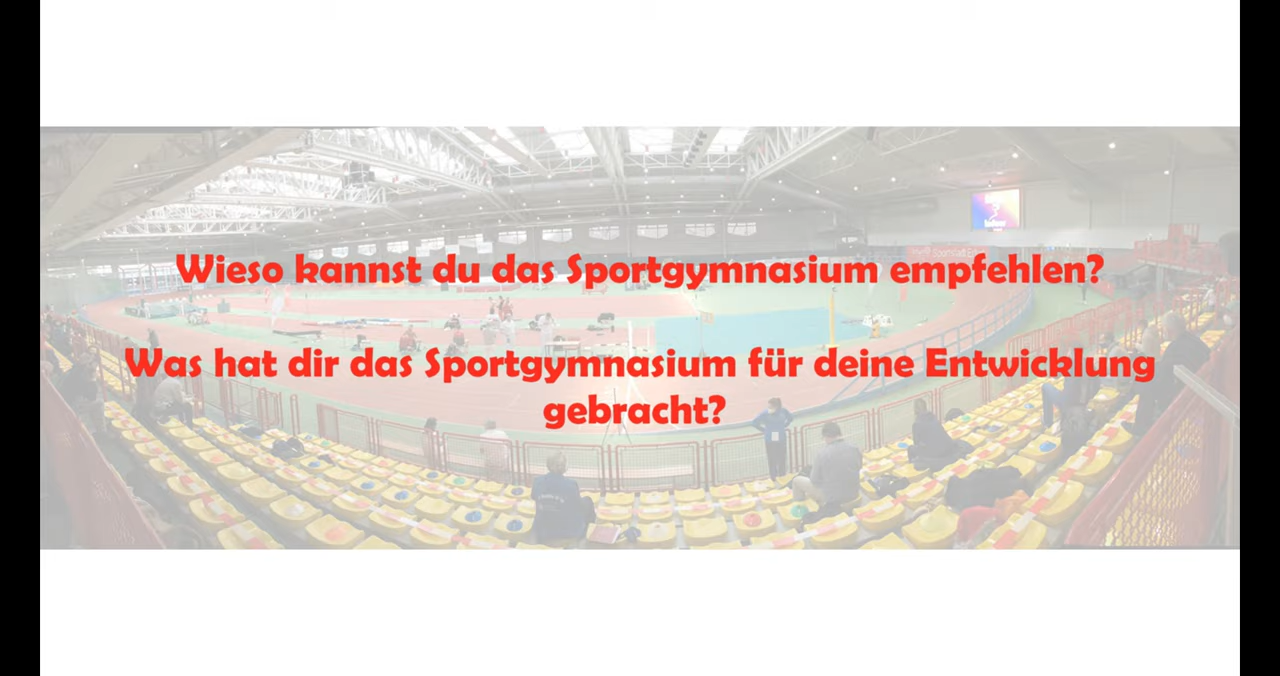 Wieso kannst du das Sportgymnasium empfehlen?
Was hat dir das Sportgymnasium für deine Entwicklung
gebracht?